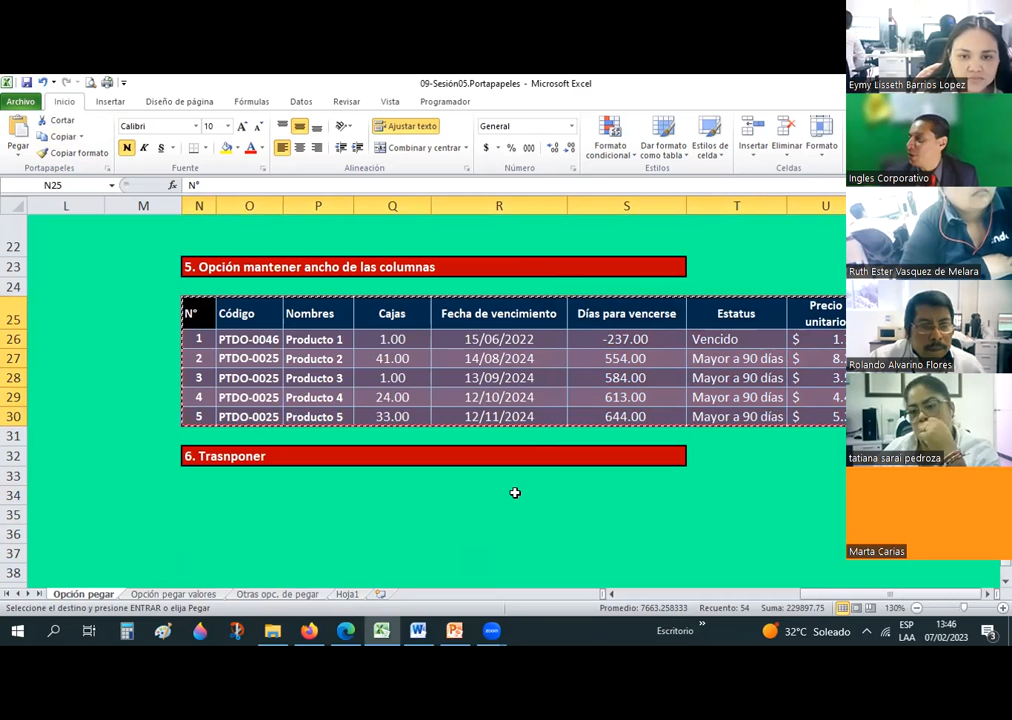 09-Sesión05.Portapapeles - Microsoft Excel
Archivo Inicio Insertar Diseño de página Fórmulas Datos Revisar Vista Programador
Cortar
Copiar
Copiar formato
Pegar
Portapapeles
Calibri 10
N K S
Fuente
Ajustar texto
Combinar y centrar
Alineación
General
$ % 000
Número
Formato condicional
Dar formato como tabla
Estilos de celda
Estilos
Insertar Eliminar Formato
Celdas
N25 fx N°
L M N O P Q R S T U
22
23 5. Opción mantener ancho de las columnas
24
25 N° Código Nombres Cajas Fecha de vencimiento Días para vencerse Estatus Precio unitario
26 1 PTDO-0046 Producto 1 1.00 15/06/2022 -237.00 Vencido $ 1.
27 2 PTDO-0025 Producto 2 41.00 14/08/2024 554.00 Mayor a 90 días $ 8.
28 3 PTDO-0025 Producto 3 1.00 13/09/2024 584.00 Mayor a 90 días $ 3.
29 4 PTDO-0025 Producto 4 24.00 12/10/2024 613.00 Mayor a 90 días $ 4.
30 5 PTDO-0025 Producto 5 33.00 12/11/2024 644.00 Mayor a 90 días $ 5.
31
32 6. Trasnponer
33
34
35
36
37
38
Opción pegar Opción pegar valores Otras opc. de pegar Hoja1
Seleccione el destino y presione ENTRAR o elija Pegar Promedio: 7663.258333 Recuento: 54 Suma: 229897.75 130%
Escritorio
32°C Soleado
ESP
LAA
13:46
07/02/2023
3
zoom
Eymy Lisseth Barrios Lopez
Ingles Corporativo
Ruth Ester Vasquez de Melara
Rolando Alvarino Flores
tatiana sarai pedroza
Marta Carias